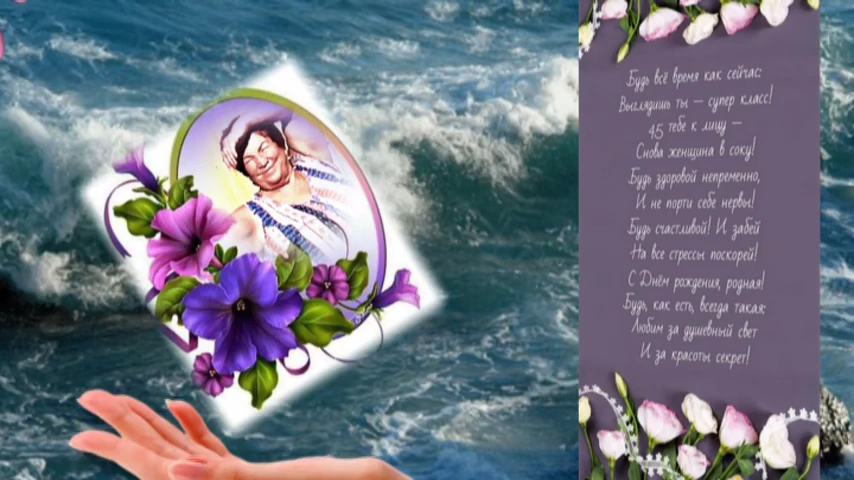 Будь всё время как сейчас:
Выглядишь ты — супер класс!
45 тебе к лицу —
Снова женщина в соку!
Будь здоровой непременно,
И не порти себе нервы!
Будь счастливой! И забей
На все стрессы поскорей!
С Днём рождения, родная!
Будь, как есть, всегда такая:
Любим за душевный свет
И за красоты секрет!